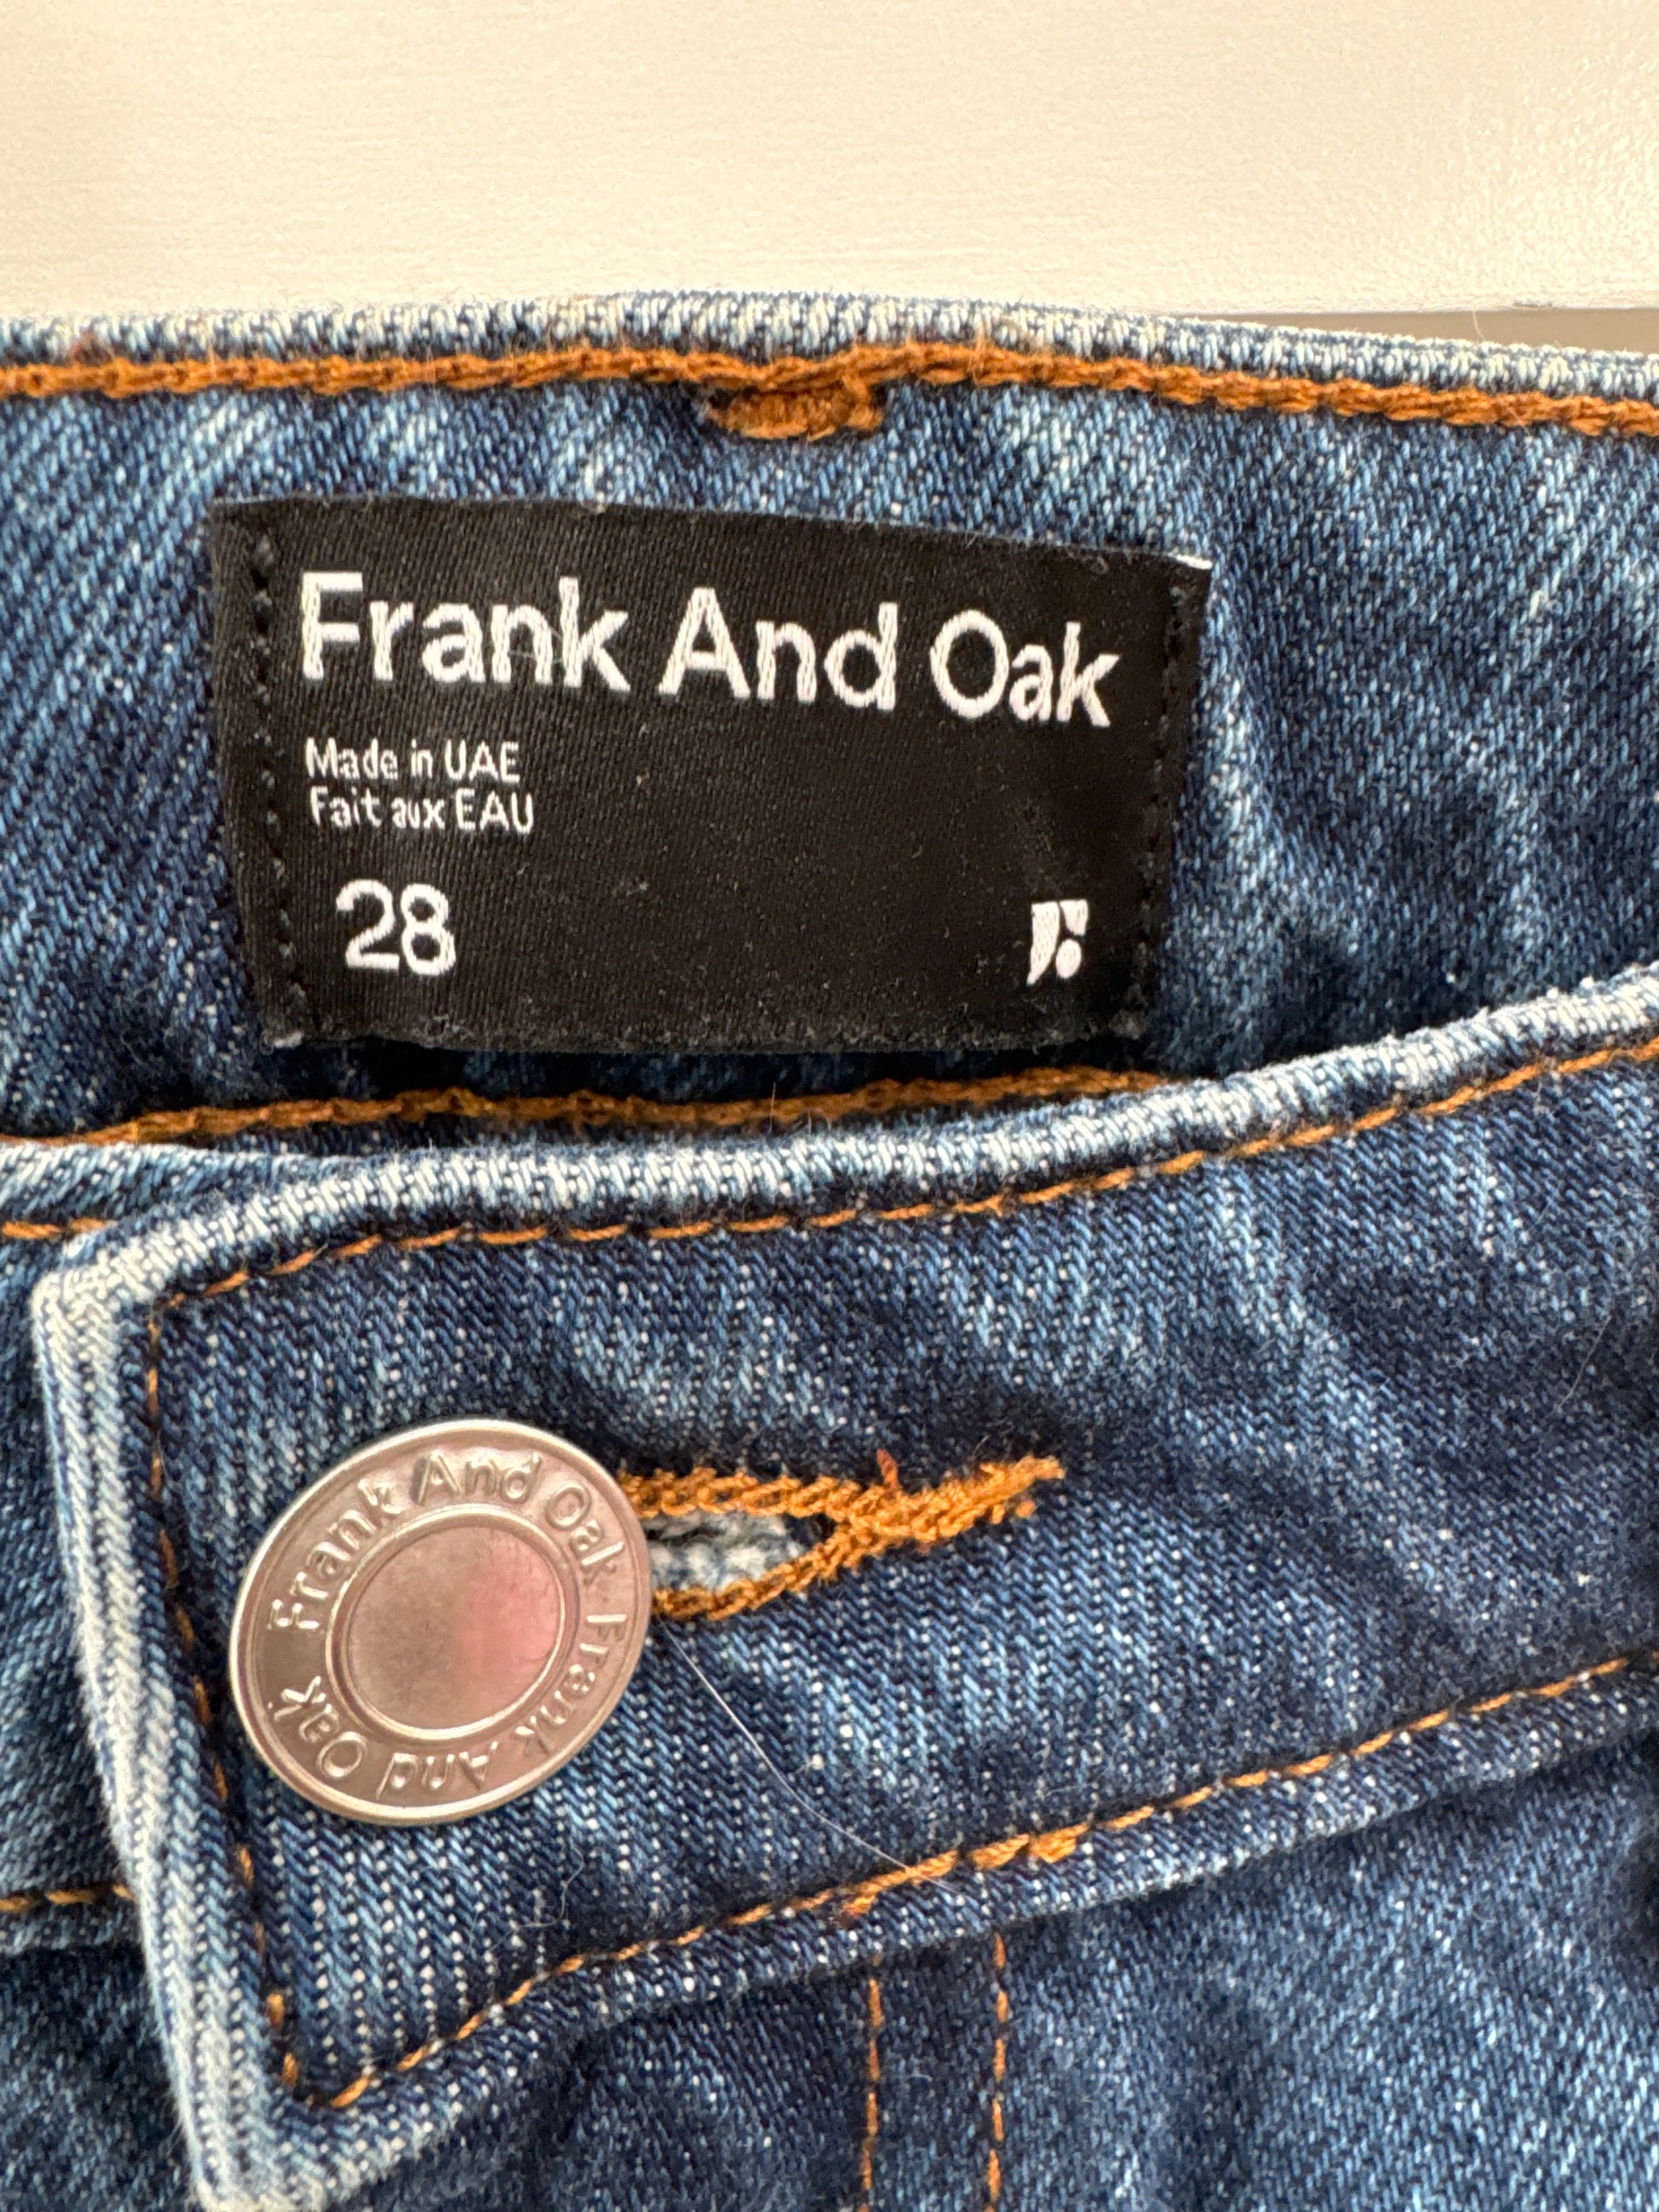 Frank And Oak
Made in UAE
Fait aux EAU
28
Frank And Oak Frank And Oak